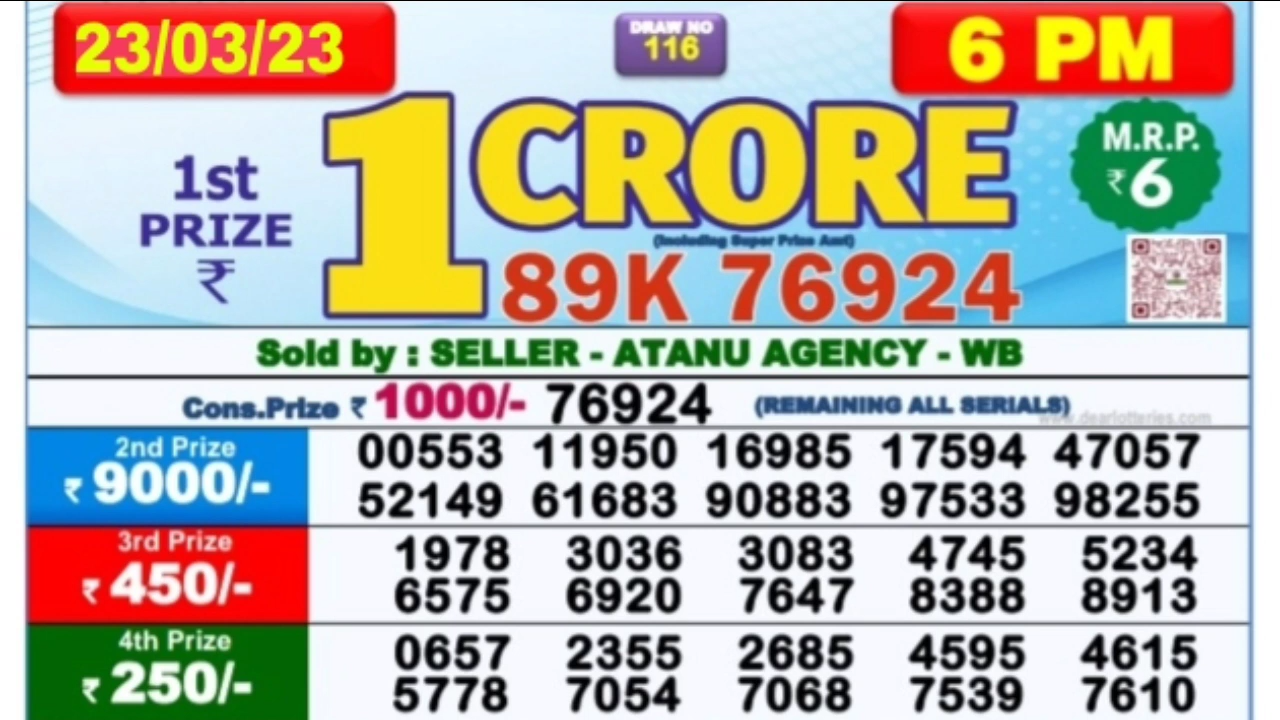 23/03/23
DRAW NO
116
6 PM
1st
PRIZE
₹
1 CRORE
(Including Super Prize Amt)
89K 76924
M.R.P.
₹6
Sold by : SELLER - ATANU AGENCY - WB
Cons.Prize ₹ 1000/- 76924 (REMAINING ALL SERIALS)
www.dearlotteries.com
2nd Prize
₹ 9000/-
00553 11950 16985 17594 47057
52149 61683 90883 97533 98255
3rd Prize
₹ 450/-
1978 3036 3083 4745 5234
6575 6920 7647 8388 8913
4th Prize
₹ 250/-
0657 2355 2685 4595 4615
5778 7054 7068 7539 7610